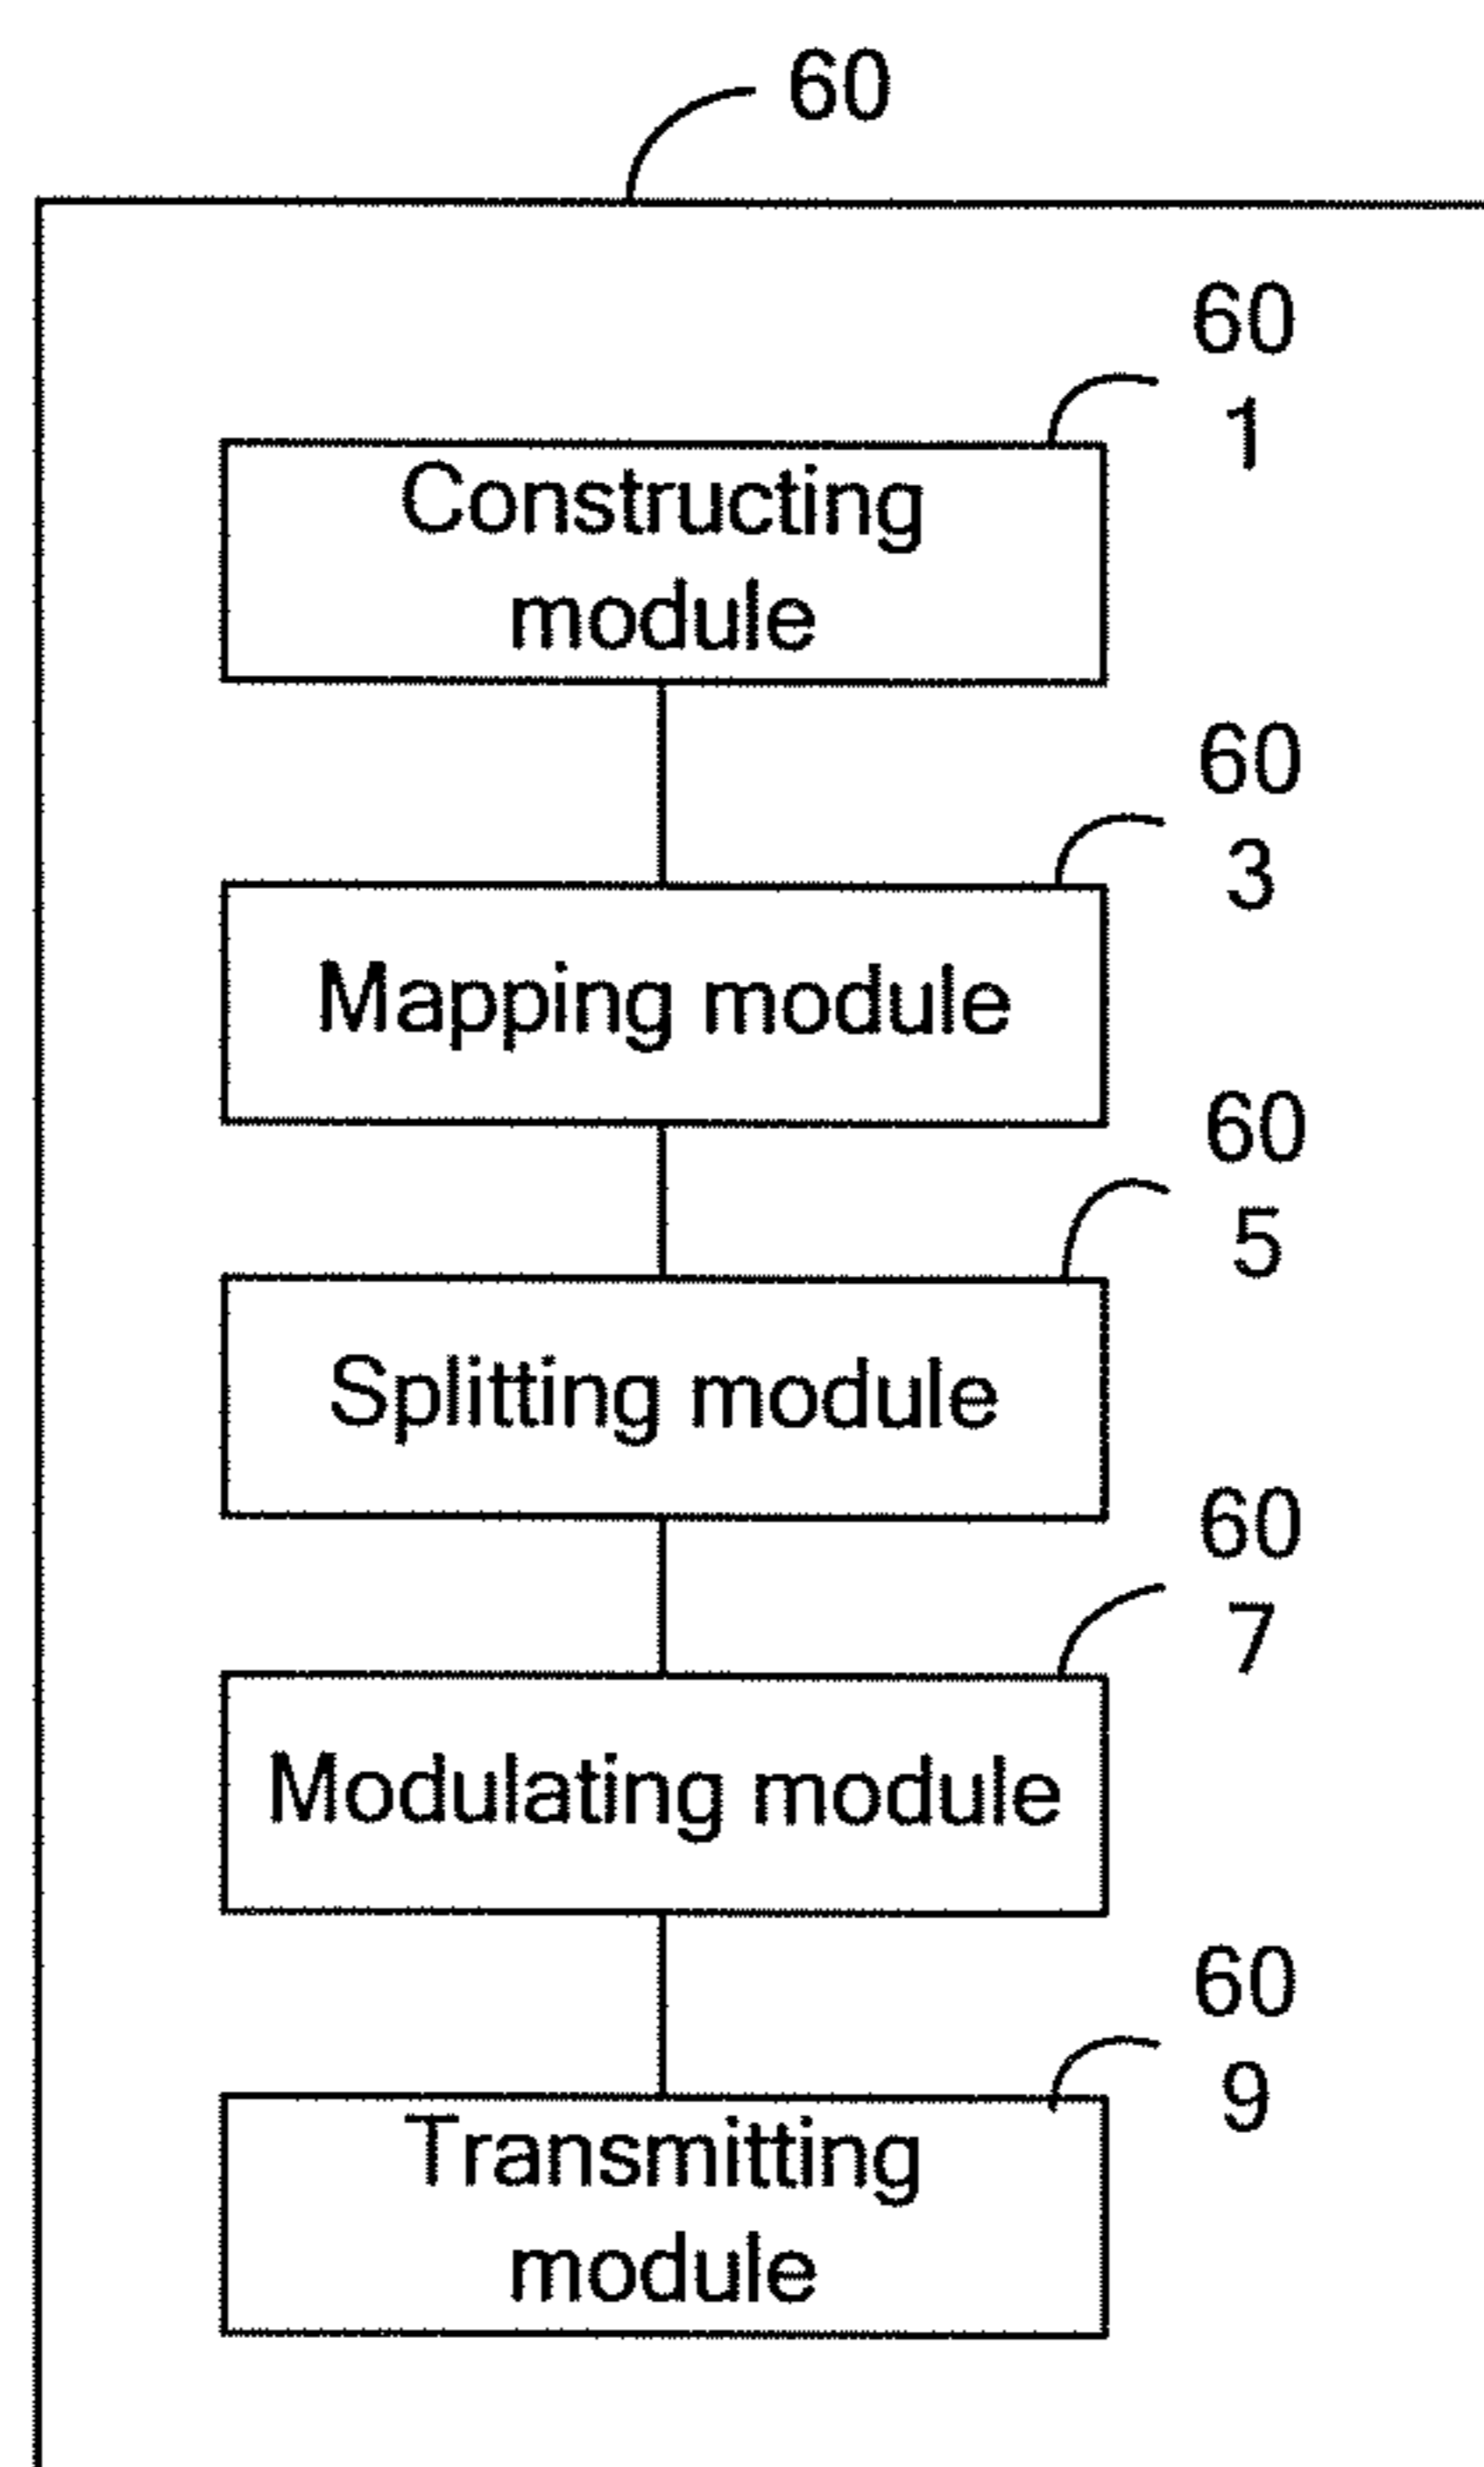 60
60
1
Constructing
module
60
3
Mapping module
60
5
Splitting module
60
7
Modulating module
60
9
Transmitting
module